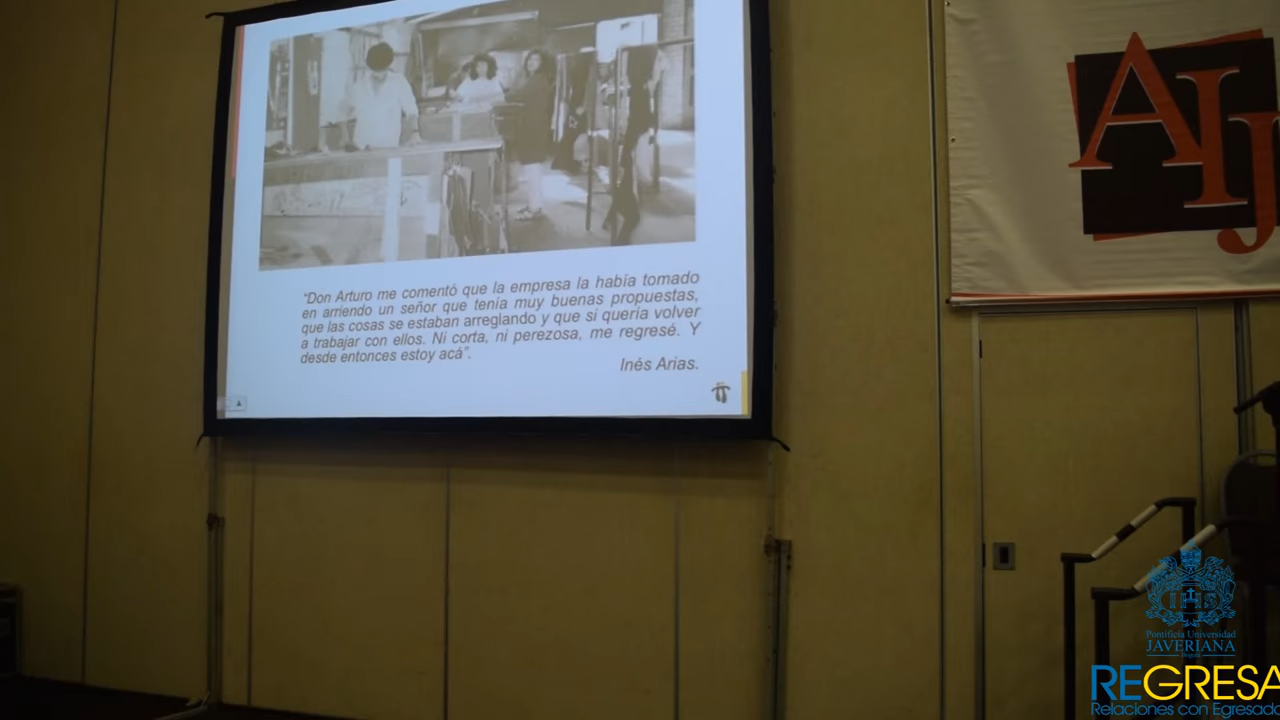 "Don Arturo me comentó que la empresa la había tomado
en arriendo un señor que tenía muy buenas propuestas,
que las cosas se estaban arreglando y que si quería volver
a trabajar con ellos. Ni corta, ni perezosa, me regresé. Y
desde entonces estoy acá".
Inés Arias.
AIJ
IHS
Pontificia Universidad
JAVERIANA
Bogotá
REGRESA
Relaciones con Egresado